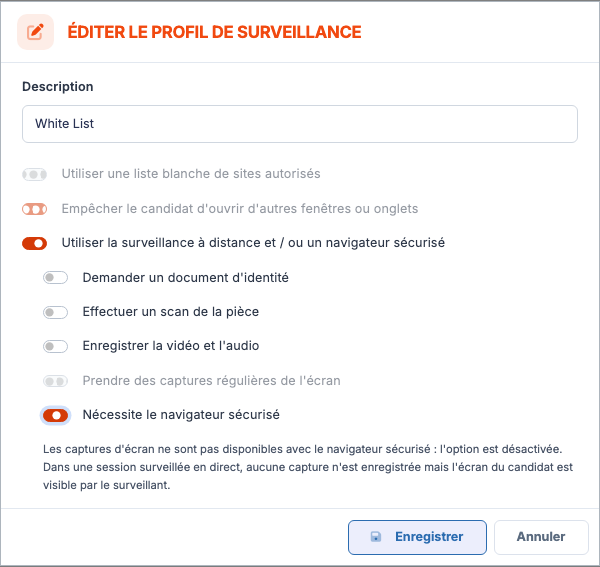 ÉDITER LE PROFIL DE SURVEILLANCE
Description
White List
Utiliser une liste blanche de sites autorisés
Empêcher le candidat d'ouvrir d'autres fenêtres ou onglets
Utiliser la surveillance à distance et / ou un navigateur sécurisé
Demander un document d'identité
Effectuer un scan de la pièce
Enregistrer la vidéo et l'audio
Prendre des captures régulières de l'écran
Nécessite le navigateur sécurisé
Les captures d'écran ne sont pas disponibles avec le navigateur sécurisé : l'option est désactivée.
Dans une session surveillée en direct, aucune capture n'est enregistrée mais l'écran du candidat est
visible par le surveillant.
Enregistrer
Annuler